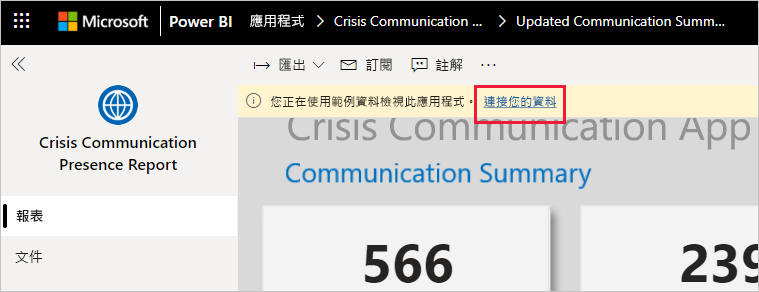 Microsoft Power BI 應用程式 > Crisis Communication ... > Updated Communication Summ...
匯出 訂閱 註解 ...
您正在使用範例資料檢視此應用程式。 連接您的資料
Crisis Communication
Presence Report
報表
文件
Crisis Communication App
Communication Summary
566
239